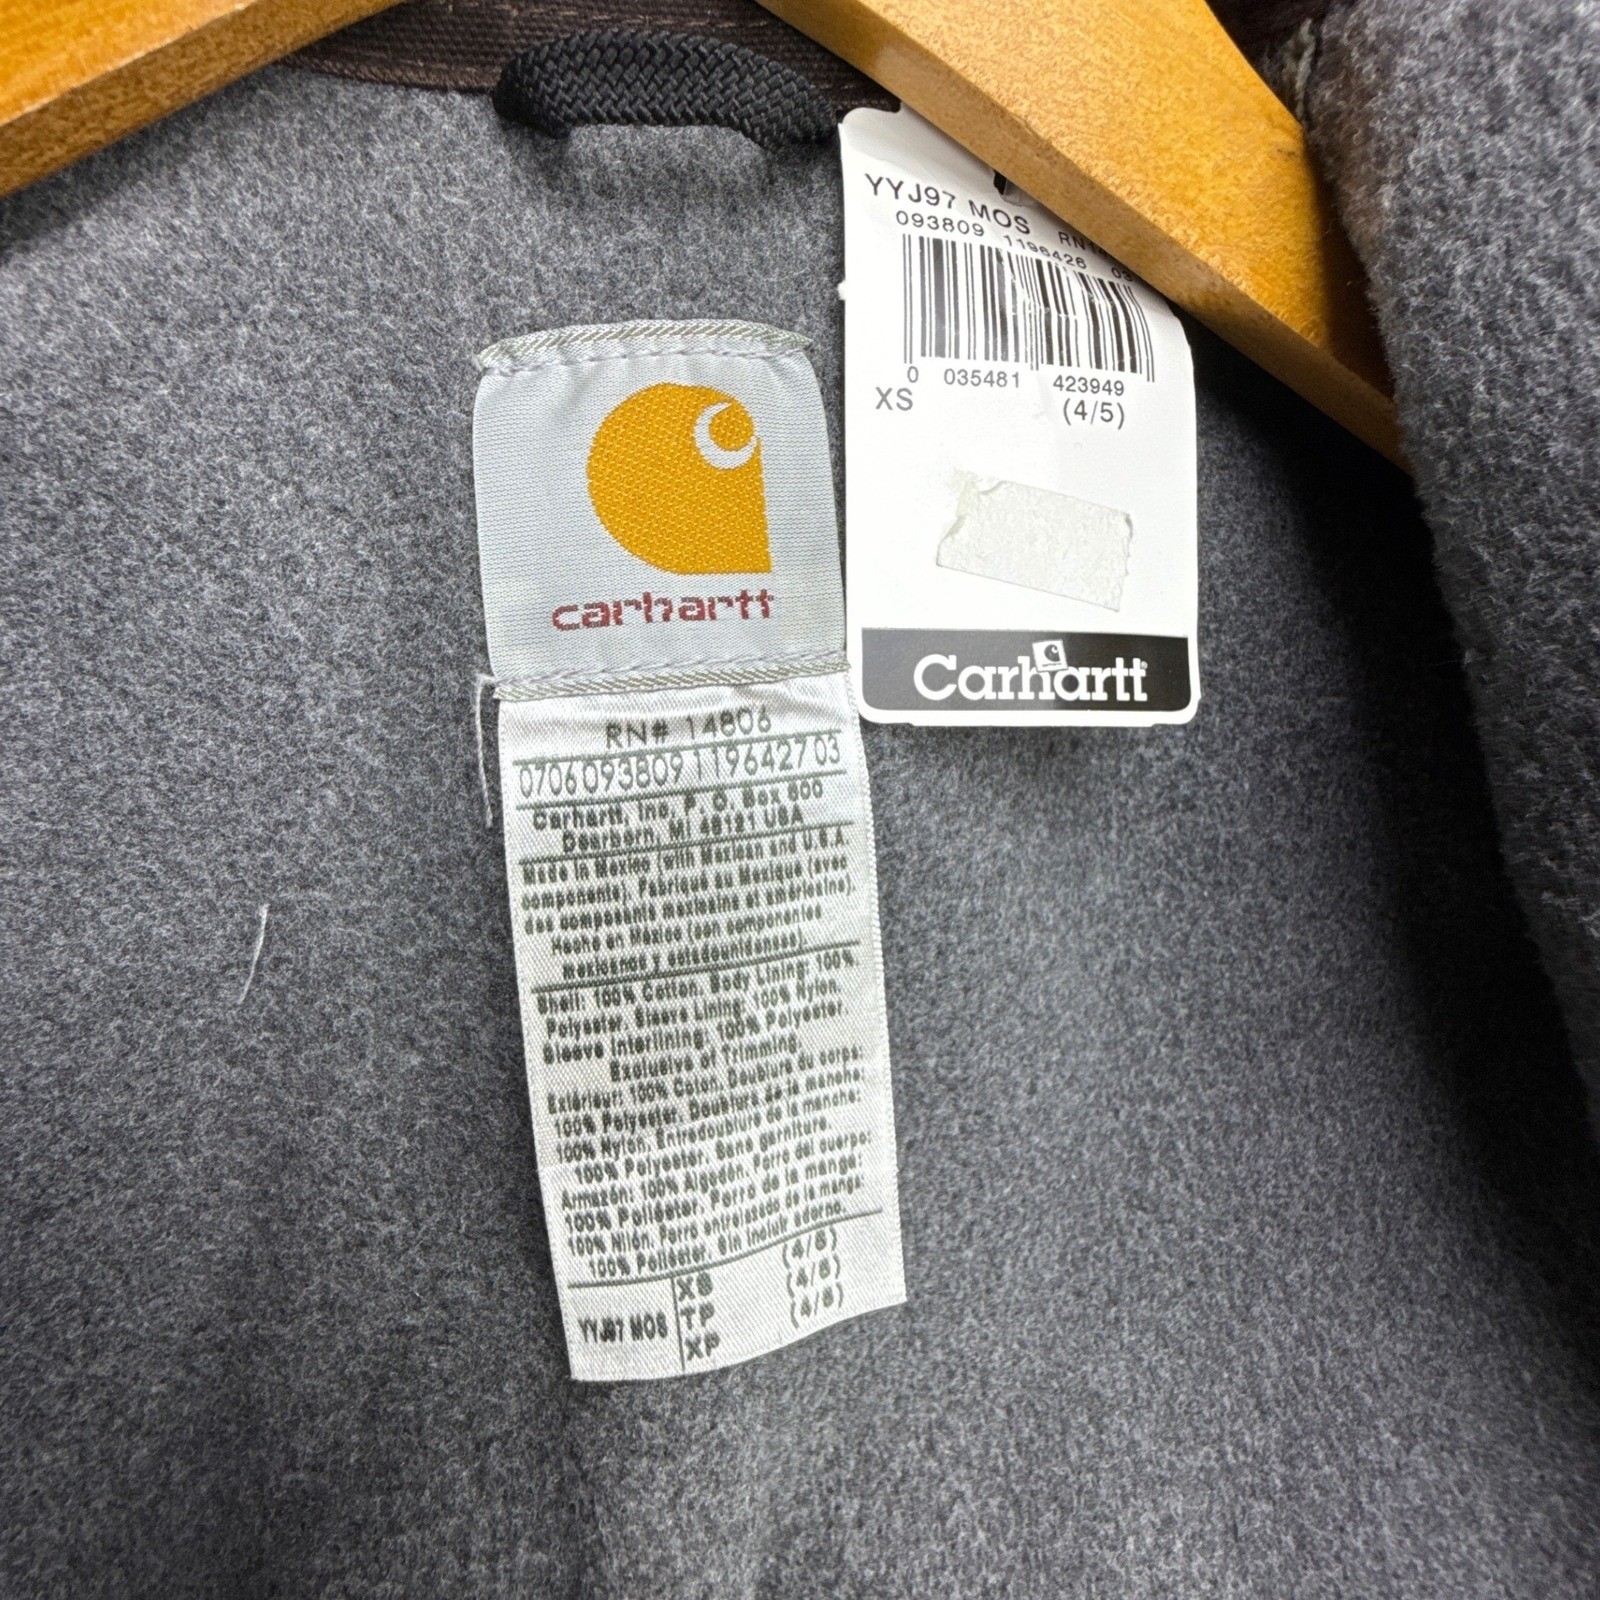 YYJ97 MOS
093809 1196426 03
0 035481 423949
XS (4/5)
Carhartt
carhartt
RN# 14806
0706 093809 1196427 03
Carhartt, Inc, P. O. Box 600
Dearborn, MI 48121 USA
Made in Mexico (with Mexican and U.S.A
components). Fabriqué au Mexique (avec
des composants mexicains et américains).
Hecho en México (con componentes
mexicanos y estadounidenses).
Shell: 100% Cotton. Body Lining: 100%
Polyester. Sleeve Lining: 100% Nylon.
Sleeve Interlining: 100% Polyester.
Exclusive of Trimming.
Extérieur: 100% Coton. Doublure du corps:
100% Polyester. Doublure de la manche:
100% Nylon. Entredoublure de la manche:
100% Polyester. Sans garniture.
Armazón: 100% Algodón. Forro del cuerpo:
100% Poliéster. Forro de la manga:
100% Nilón. Forro entrelazado de la manga:
100% Poliéster. Sin incluir adorno.
YYJ97 MOS
XS (4/5)
TP (4/5)
XP (4/5)